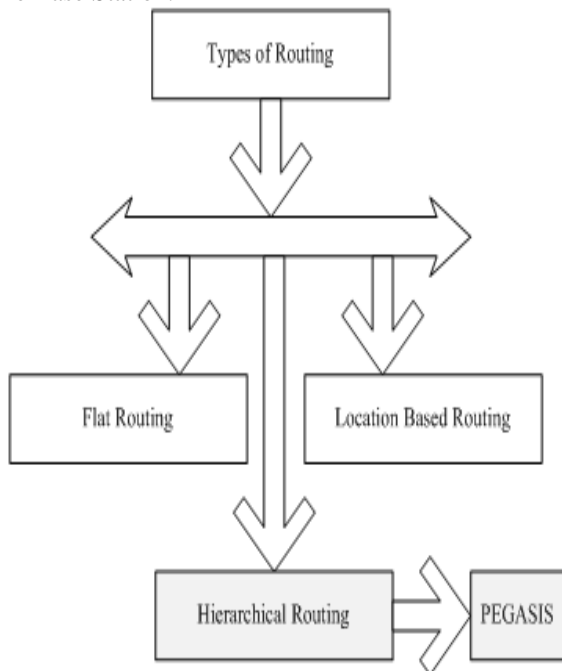 Types of Routing
Flat Routing
Location Based Routing
Hierarchical Routing
PEGASIS